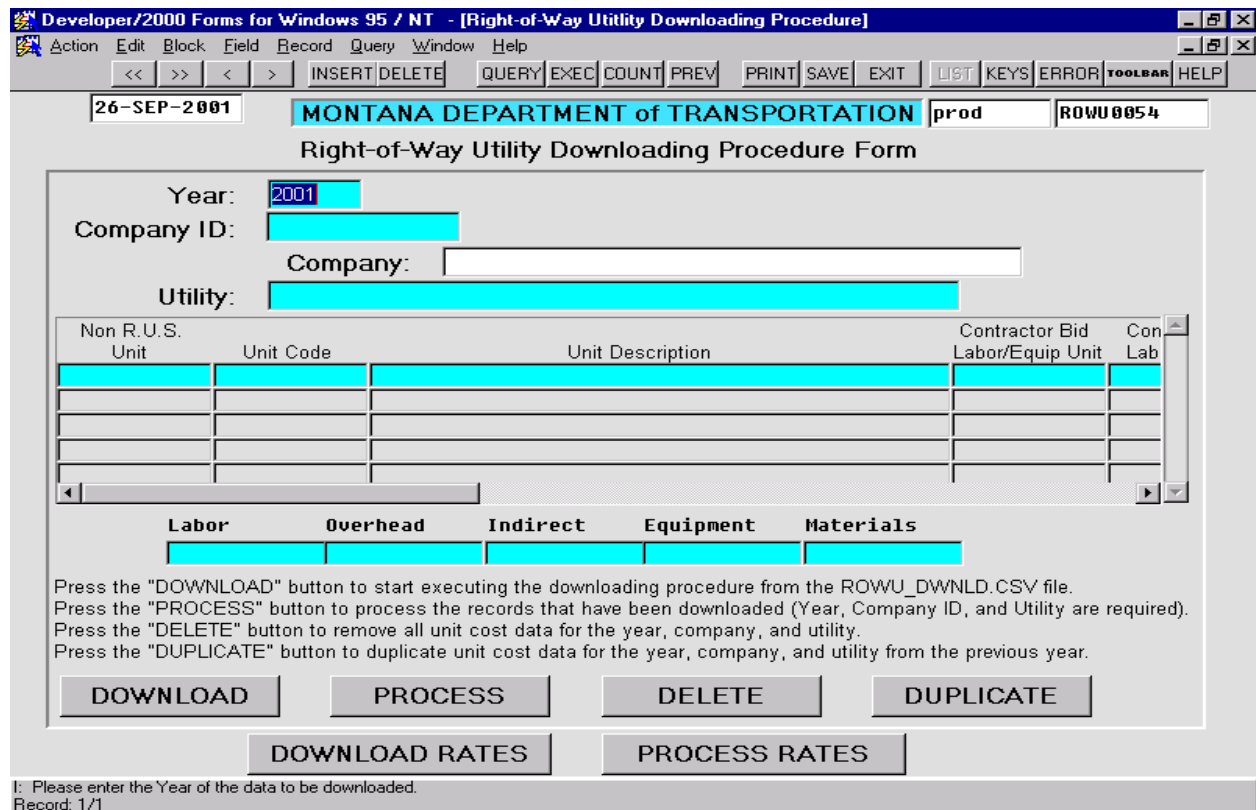 Developer/2000 Forms for Windows 95 / NT - [Right-of-Way Utitlity Downloading Procedure]
Action Edit Block Field Record Query Window Help
<< >> < > INSERT DELETE QUERY EXEC COUNT PREV PRINT SAVE EXIT LIST KEYS ERROR TOOLBAR HELP
26-SEP-2001 MONTANA DEPARTMENT of TRANSPORTATION prod ROWU0054
Right-of-Way Utility Downloading Procedure Form
Year: 2001
Company ID:
Company:
Utility:
Non R.U.S. Contractor Bid Con
Unit Unit Code Unit Description Labor/Equip Unit Lab
Labor Overhead Indirect Equipment Materials
Press the "DOWNLOAD" button to start executing the downloading procedure from the ROWU_DWNLD.CSV file.
Press the "PROCESS" button to process the records that have been downloaded (Year, Company ID, and Utility are required).
Press the "DELETE" button to remove all unit cost data for the year, company, and utility.
Press the "DUPLICATE" button to duplicate unit cost data for the year, company, and utility from the previous year.
DOWNLOAD PROCESS DELETE DUPLICATE
DOWNLOAD RATES PROCESS RATES
I: Please enter the Year of the data to be downloaded.
Record: 1/1